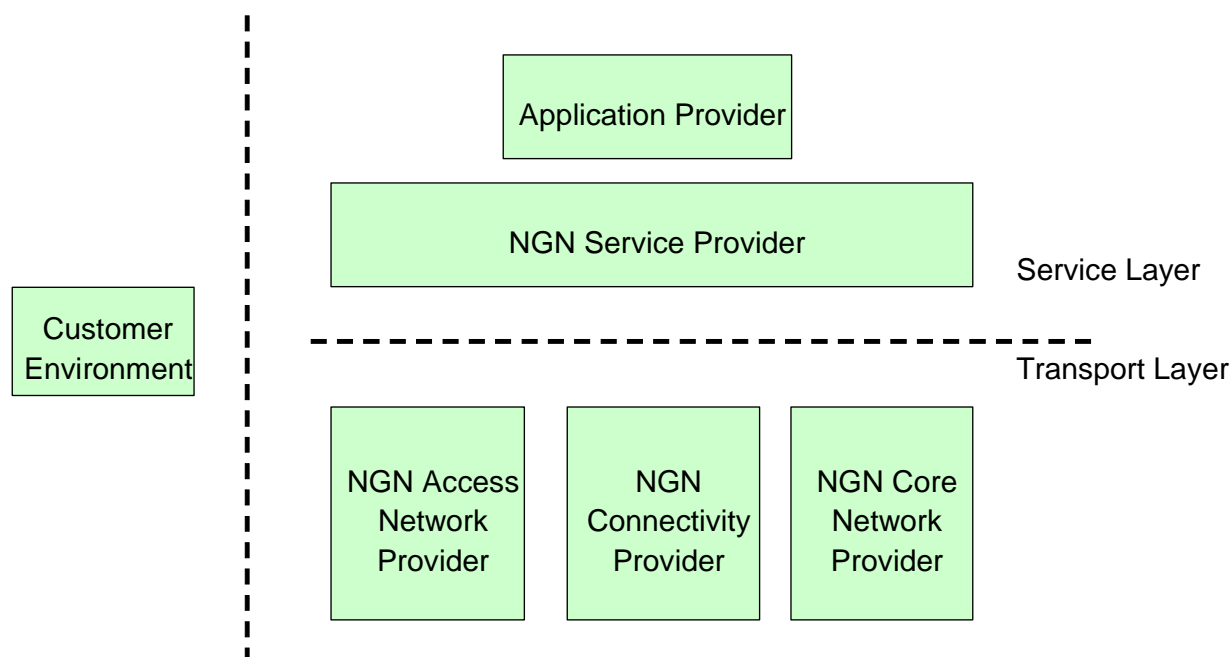 Application Provider
NGN Service Provider
Service Layer
Customer
Environment
Transport Layer
NGN Access
Network
Provider
NGN
Connectivity
Provider
NGN Core
Network
Provider